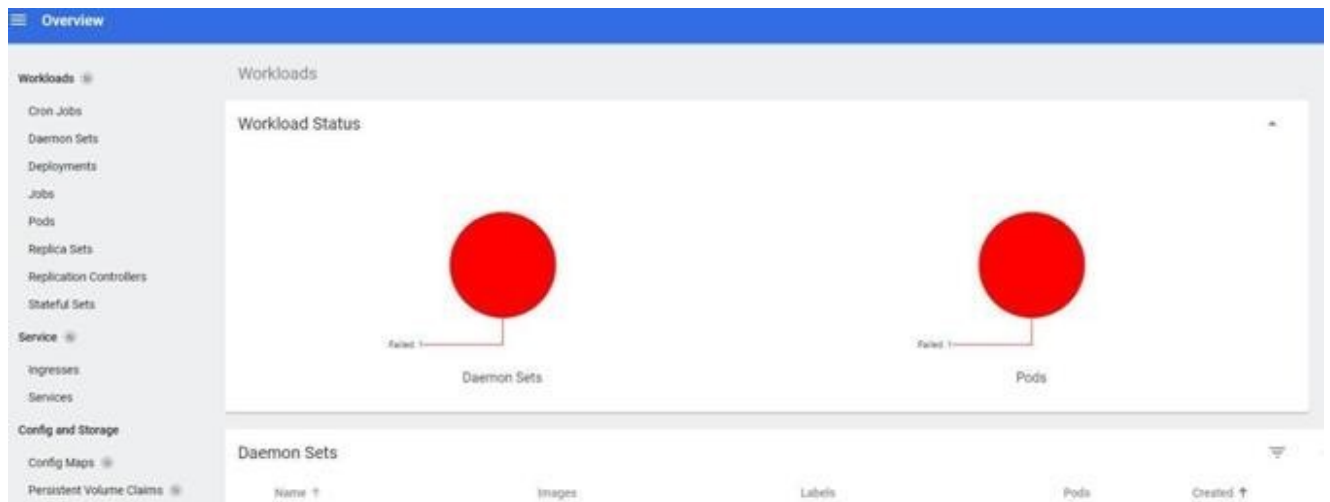 Overview
Workloads
Cron Jobs
Daemon Sets
Deployments
Jobs
Pods
Replica Sets
Replication Controllers
Stateful Sets
Service
Ingresses
Services
Config and Storage
Config Maps
Persistent Volume Claims
Workloads
Workload Status
Failed: 1
Daemon Sets
Failed: 1
Pods
Daemon Sets
Name ↑ Images Labels Pods Created ↑